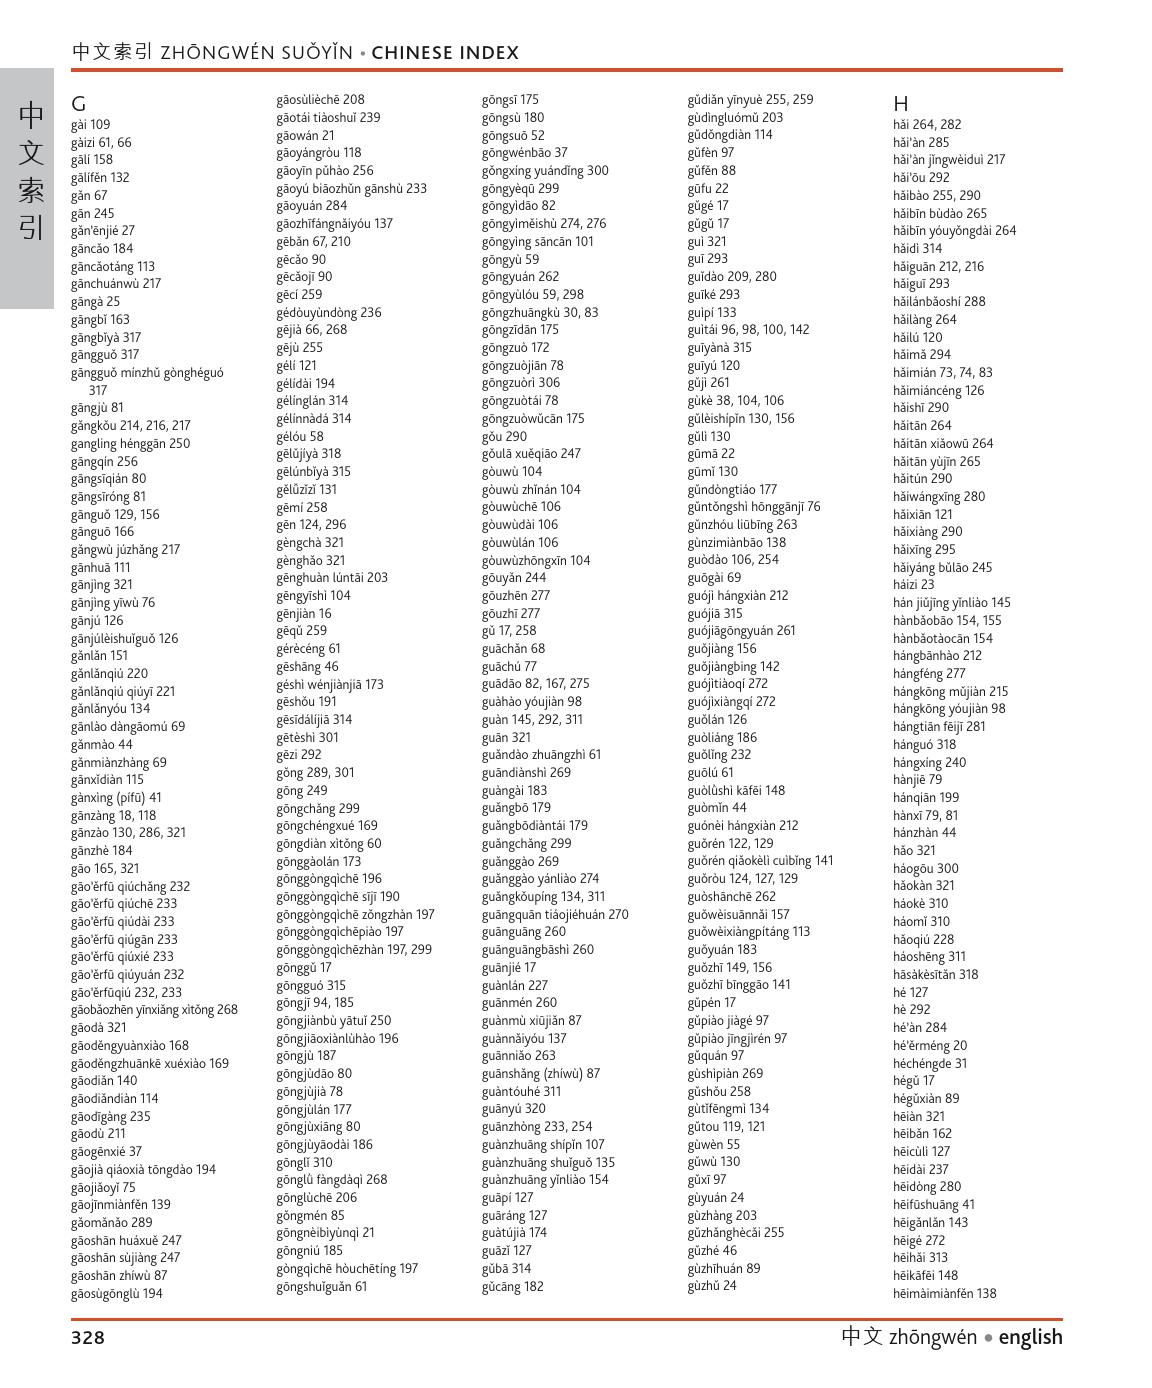 中文索引 ZHŌNGWÉN SUǑYǏN • CHINESE INDEX
中
文
索
引
G
gài 109
gàizi 61, 66
gālí 158
gālífěn 132
gǎn 67
gān 245
gǎn'ēnjié 27
gāncǎo 184
gāncǎotáng 113
gānchuánwù 217
gāngà 25
gāngbǐ 163
gāngbǐyà 317
gāngguǒ 317
gāngguǒ mínzhǔ gònghéguó
317
gāngjù 81
gǎngkǒu 214, 216, 217
gangling hénggān 250
gāngqín 256
gāngsīqián 80
gāngsīróng 81
gānguǒ 129, 156
gānguō 166
gǎngwù júzhǎng 217
gānhuā 111
gānjìng 321
gānjìng yīwù 76
gānjú 126
gānjúlèishuǐguǒ 126
gǎnlǎn 151
gǎnlǎnqiú 220
gǎnlǎnqiú qiúyī 221
gǎnlǎnyóu 134
gānlào dàngāomú 69
gǎnmào 44
gǎnmiànzhàng 69
gānxǐdiàn 115
gànxìng (pífū) 41
gānzàng 18, 118
gānzào 130, 286, 321
gānzhè 184
gāo 165, 321
gāo'ěrfū qiúchǎng 232
gāo'ěrfū qiúchē 233
gāo'ěrfū qiúdài 233
gāo'ěrfū qiúgān 233
gāo'ěrfū qiúxié 233
gāo'ěrfū qiúyuán 232
gāo'ěrfūqiú 232, 233
gāobǎozhēn yīnxiǎng xìtǒng 268
gāodà 321
gāoděngyuànxiào 168
gāoděngzhuānkē xuéxiào 169
gāodiǎn 140
gāodiǎndiàn 114
gāodīgàng 235
gāodù 211
gāogēnxié 37
gāojià qiáoxià tōngdào 194
gāojiǎoyǐ 75
gāojīnmiànfěn 139
gǎomǎnǎo 289
gāoshān huáxuě 247
gāoshān sùjiàng 247
gāoshān zhíwù 87
gāosùgōnglù 194
gāosùlièchē 208
gāotái tiàoshuǐ 239
gāowán 21
gāoyángròu 118
gāoyīn pǔhào 256
gāoyú biāozhǔn gānshù 233
gāoyuán 284
gāozhīfángnǎiyóu 137
gēbǎn 67, 210
gēcǎo 90
gēcǎojī 90
gēcí 259
gédòuyùndòng 236
gējià 66, 268
gējù 255
gélí 121
gélídài 194
gélínglán 314
gélínnàdá 314
gélóu 58
gēlǔjíyà 318
gēlúnbǐyà 315
gělǚzǐzǐ 131
gēmí 258
gēn 124, 296
gèngchà 321
gènghǎo 321
gēnghuàn lúntāi 203
gēngyīshì 104
gēnjiàn 16
gēqǔ 259
gérècéng 61
gēshāng 46
géshì wénjiànjiā 173
gēshǒu 191
gēsīdálíjiā 314
gētèshì 301
gēzi 292
gǒng 289, 301
gōng 249
gōngchǎng 299
gōngchéngxué 169
gōngdiàn xìtǒng 60
gōnggàolán 173
gōnggòngqìchē 196
gōnggòngqìchē sījī 190
gōnggòngqìchē zǒngzhàn 197
gōnggòngqìchēpiào 197
gōnggòngqìchēzhàn 197, 299
gōnggǔ 17
gōngguó 315
gōngjī 94, 185
gōngjiànbù yātuǐ 250
gōngjiāoxiànlùhào 196
gōngjù 187
gōngjùdāo 80
gōngjùjià 78
gōngjùlán 177
gōngjùxiāng 80
gōngjùyāodài 186
gōnglǐ 310
gōnglǜ fàngdàqì 268
gōnglùchē 206
gǒngmén 85
gōngnèibìyùnqì 21
gōngniú 185
gòngqìchē hòuchētíng 197
gōngshuǐguǎn 61
gōngsī 175
gōngsù 180
gōngsuǒ 52
gōngwénbāo 37
gǒngxíng yuándǐng 300
gōngyèqū 299
gōngyìdāo 82
gōngyìměishù 274, 276
gōngyìng sāncān 101
gōngyù 59
gōngyuán 262
gōngyùlóu 59, 298
gōngzhuāngkù 30, 83
gōngzīdān 175
gōngzuò 172
gōngzuòjiān 78
gōngzuòrì 306
gōngzuòtái 78
gōngzuòwǔcān 175
gǒu 290
gǒulā xuěqiāo 247
gòuwù 104
gòuwù zhǐnán 104
gòuwùchē 106
gòuwùdài 106
gòuwùlán 106
gòuwùzhōngxīn 104
gōuyǎn 244
gōuzhēn 277
gōuzhī 277
gǔ 17, 258
guāchǎn 68
guāchú 77
guādāo 82, 167, 275
guàhào yóujiàn 98
guàn 145, 292, 311
guān 321
guǎndào zhuāngzhì 61
guāndiànshì 269
guàngài 183
guǎngbō 179
guǎngbōdiàntái 179
guǎngchǎng 299
guǎnggào 269
guǎnggào yánliào 274
guǎngkǒupíng 134, 311
guāngquān tiáojiéhuán 270
guānguāng 260
guānguāngbāshì 260
guānjié 17
guànlán 227
guānmén 260
guànmù xiūjiǎn 87
guànnǎiyóu 137
guānniǎo 263
guānshǎng (zhíwù) 87
guàntóuhé 311
guānyú 320
guānzhòng 233, 254
guànzhuāng shípǐn 107
guànzhuāng shuǐguǒ 135
guànzhuāng yǐnliào 154
guāpí 127
guāráng 127
guàtújià 174
guāzǐ 127
gǔbā 314
gǔcāng 182
gǔdiǎn yīnyuè 255, 259
gùdìngluómǔ 203
gǔdǒngdiàn 114
gǔfèn 97
gǔfěn 88
gūfu 22
gǔgé 17
gǔgǔ 17
guì 321
guī 293
guǐdào 209, 280
guīké 293
guìpí 133
guìtái 96, 98, 100, 142
guīyànà 315
guīyú 120
gǔjì 261
gùkè 38, 104, 106
gǔlèishípǐn 130, 156
gǔlì 130
gūmā 22
gūmǐ 130
gǔndòngtiáo 177
gǔntǒngshì hōnggānjī 76
gǔnzhóu liūbīng 263
gùnzimiànbāo 138
guòdào 106, 254
guōgài 69
guójì hángxiàn 212
guójiā 315
guójiāgōngyuán 261
guǒjiàng 156
guǒjiàngbing 142
guójìtiàoqí 272
guójìxiàngqí 272
guǒlán 126
guòliáng 186
guǒlǐng 232
guōlú 61
guòlǜshì kāfēi 148
guòmǐn 44
guónèi hángxiàn 212
guǒrén 122, 129
guǒrén qiǎokèlì cuìbǐng 141
guǒròu 124, 127, 129
guòshānchē 262
guǒwèisuānnǎi 157
guǒwèixiàngpítáng 113
guǒyuán 183
guǒzhī 149, 156
guǒzhī bīnggāo 141
gǔpén 17
gǔpiào jiàgé 97
gǔpiào jīngjìrén 97
gǔquán 97
gùshìpiàn 269
gǔshǒu 258
gùtǐfēngmì 134
gǔtou 119, 121
gùwèn 55
gǔwù 130
gǔxī 97
gùyuán 24
gùzhàng 203
gǔzhǎnghècǎi 255
gǔzhé 46
gùzhǐhuán 89
gùzhǔ 24
H
hǎi 264, 282
hǎi'àn 285
hǎi'àn jǐngwèiduì 217
hǎi'ōu 292
hǎibào 255, 290
hǎibīn bùdào 265
hǎibīn yóuyǒngdài 264
hǎidì 314
hǎiguān 212, 216
hǎiguī 293
hǎilánbǎoshí 288
hǎilàng 264
hǎilú 120
hǎimǎ 294
hǎimián 73, 74, 83
hǎimiáncéng 126
hǎishī 290
hǎitān 264
hǎitān xiǎowū 264
hǎitān yùjīn 265
hǎitún 290
hǎiwángxīng 280
hǎixiān 121
hǎixiàng 290
hǎixīng 295
hǎiyáng bǔlāo 245
háizi 23
hán jiǔjīng yǐnliào 145
hànbǎobāo 154, 155
hànbǎotàocān 154
hángbānhào 212
hángféng 277
hángkōng mǔjiàn 215
hángkōng yóujiàn 98
hángtiān fēijī 281
hánguó 318
hángxíng 240
hànjiē 79
hánqiān 199
hànxī 79, 81
hánzhàn 44
hǎo 321
háogōu 300
hǎokàn 321
háokè 310
háomǐ 310
hǎoqiú 228
háoshēng 311
hāsàkèsītǎn 318
hé 127
hè 292
hé'àn 284
hé'ěrméng 20
héchéngde 31
hégǔ 17
hégǔxiàn 89
hēiàn 321
hēibǎn 162
hēicùlì 127
hēidài 237
hēidòng 280
hēifūshuāng 41
hēigǎnlǎn 143
hēigé 272
hēihǎi 313
hēikāfēi 148
hēimàimiànfěn 138
328
中文 zhōngwén • english